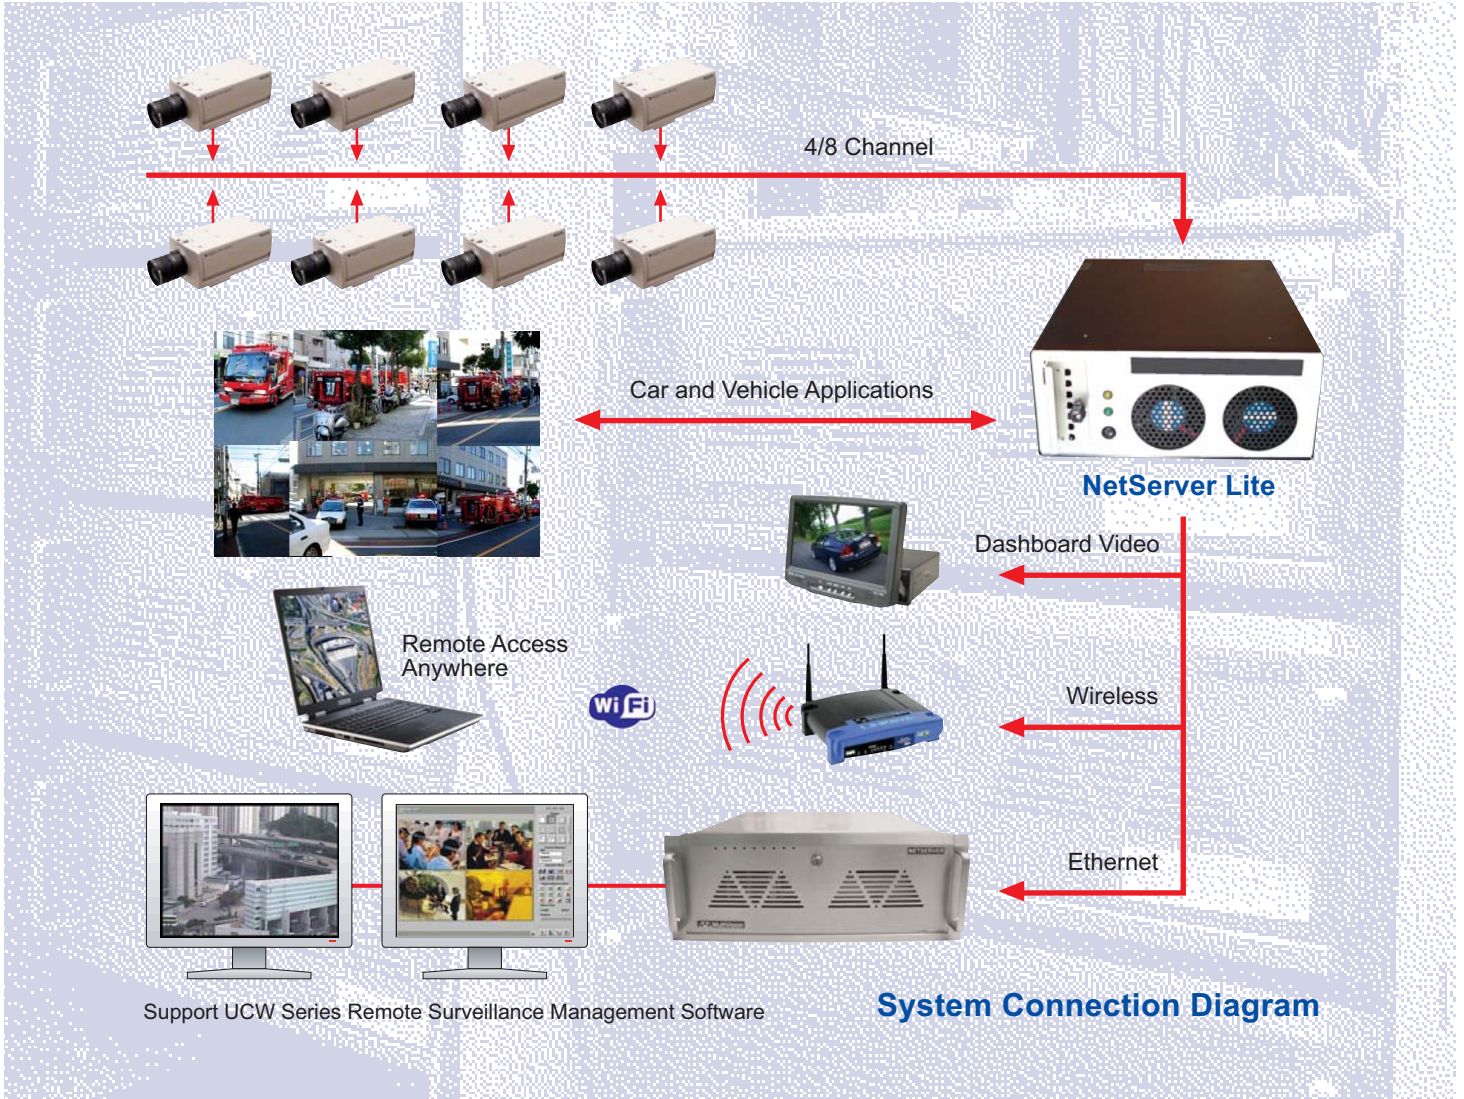 4/8 Channel
Car and Vehicle Applications
NetServer Lite
Dashboard Video
Remote Access
Anywhere
Wi Fi
Wireless
NETSERVER
Ethernet
Support UCW Series Remote Surveillance Management Software
System Connection Diagram